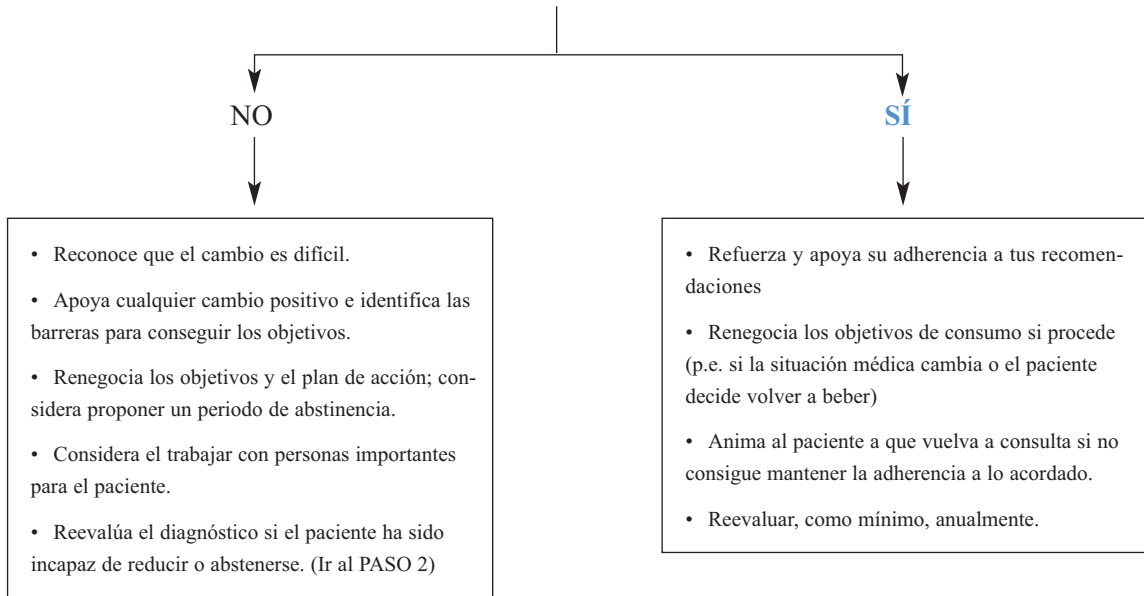 NO
SÍ
• Reconoce que el cambio es difícil.
• Apoya cualquier cambio positivo e identifica las
barreras para conseguir los objetivos.
• Renegocia los objetivos y el plan de acción; con-
sidera proponer un periodo de abstinencia.
• Considera el trabajar con personas importantes
para el paciente.
• Reevalúa el diagnóstico si el paciente ha sido
incapaz de reducir o abstenerse. (Ir al PASO 2)
• Refuerza y apoya su adherencia a tus recomen-
daciones
• Renegocia los objetivos de consumo si procede
(p.e. si la situación médica cambia o el paciente
decide volver a beber)
• Anima al paciente a que vuelva a consulta si no
consigue mantener la adherencia a lo acordado.
• Reevaluar, como mínimo, anualmente.